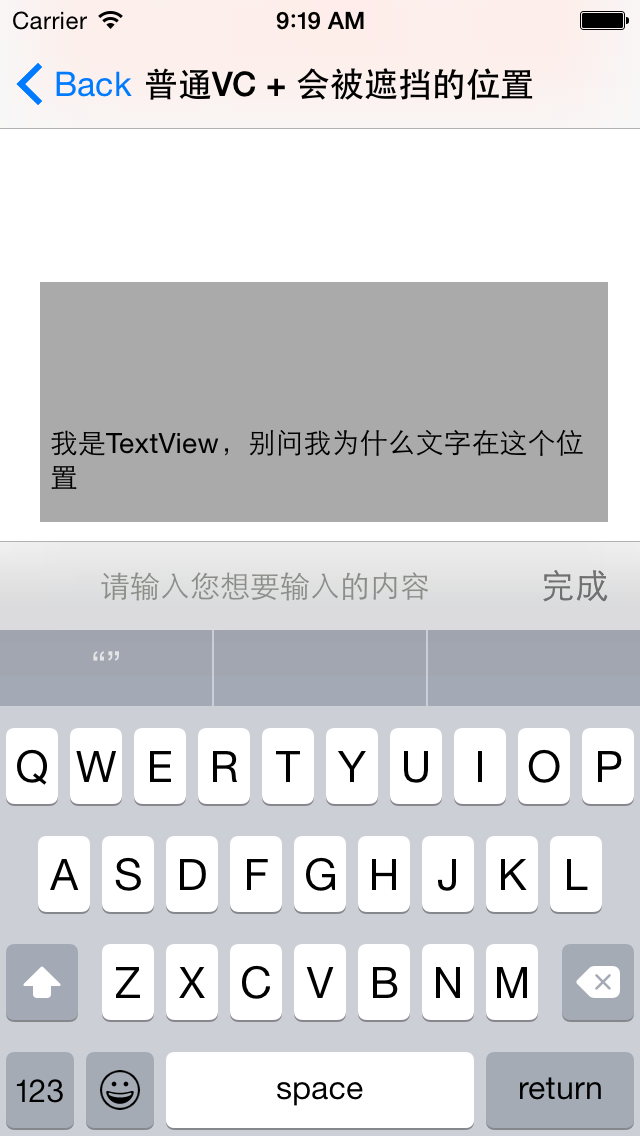 Carrier 9:19 AM
Back 普通VC + 会被遮挡的位置
我是TextView，别问我为什么文字在这个位
置
请输入您想要输入的内容 完成
“”
Q W E R T Y U I O P
A S D F G H J K L
Z X C V B N M
123 space return